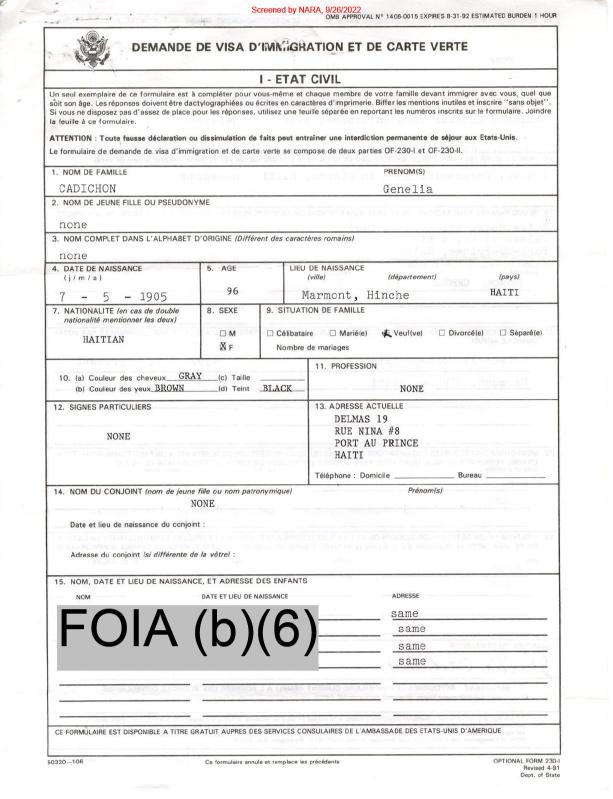 Screened by NARA, 9/26/2022
OMB APPROVAL Nº 1406-0015 EXPIRES 8-31-92 ESTIMATED BURDEN 1 HOUR
DEMANDE DE VISA D'IMMIGRATION ET DE CARTE VERTE
I - ETAT CIVIL
Un seul exemplaire de ce formulaire est à compléter pour vous-même et chaque membre de votre famille devant immigrer avec vous, quel que
soit son âge. Les réponses doivent être dactylographiées ou écrites en caractères d'imprimerie. Biffer les mentions inutiles et inscrire "sans objet".
Si vous ne disposez pas d'assez de place pour les réponses, utilisez une feuille séparée en reportant les numéros inscrits sur le formulaire. Joindre
la feuille à ce formulaire.
ATTENTION : Toute fausse déclaration ou dissimulation de faits peut entraîner une interdiction permanente de séjour aux Etats-Unis.
Le formulaire de demande de visa d'immigration et de carte verte se compose de deux parties OF-230-I et OF-230-II.
1. NOM DE FAMILLE PRENOM(S)
CADICHON Genelia
2. NOM DE JEUNE FILLE OU PSEUDONYME
none
3. NOM COMPLET DANS L'ALPHABET D'ORIGINE (Différent des caractères romains)
none
4. DATE DE NAISSANCE 5. AGE LIEU DE NAISSANCE
(j / m / a) (ville) (département) (pays)
7 - 5 - 1905 96 Marmont, Hinche HAITI
7. NATIONALITE (en cas de double 8. SEXE 9. SITUATION DE FAMILLE
nationalité mentionner les deux)
☐ M ☐ Célibataire ☐ Marié(e) ☒ Veuf(ve) ☐ Divorcé(e) ☐ Séparé(e)
HAITIAN ☒ F Nombre de mariages
10. (a) Couleur des cheveux GRAY (c) Taille
(b) Couleur des yeux BROWN (d) Teint BLACK
11. PROFESSION
NONE
12. SIGNES PARTICULIERS
NONE
13. ADRESSE ACTUELLE
DELMAS 19
RUE NINA #8
PORT AU PRINCE
HAITI
Téléphone : Domicile Bureau
14. NOM DU CONJOINT (nom de jeune fille ou nom patronymique) Prénom(s)
NONE
Date et lieu de naissance du conjoint :
Adresse du conjoint (si différente de la vôtre) :
15. NOM, DATE ET LIEU DE NAISSANCE, ET ADRESSE DES ENFANTS
NOM DATE ET LIEU DE NAISSANCE ADRESSE
FOIA (b)(6)
same
same
same
same
CE FORMULAIRE EST DISPONIBLE A TITRE GRATUIT AUPRES DES SERVICES CONSULAIRES DE L'AMBASSADE DES ETATS-UNIS D'AMERIQUE
50320-106 Ce formulaire annule et remplace les précédents OPTIONAL FORM 230-I
Revised 4-91
Dept. of State